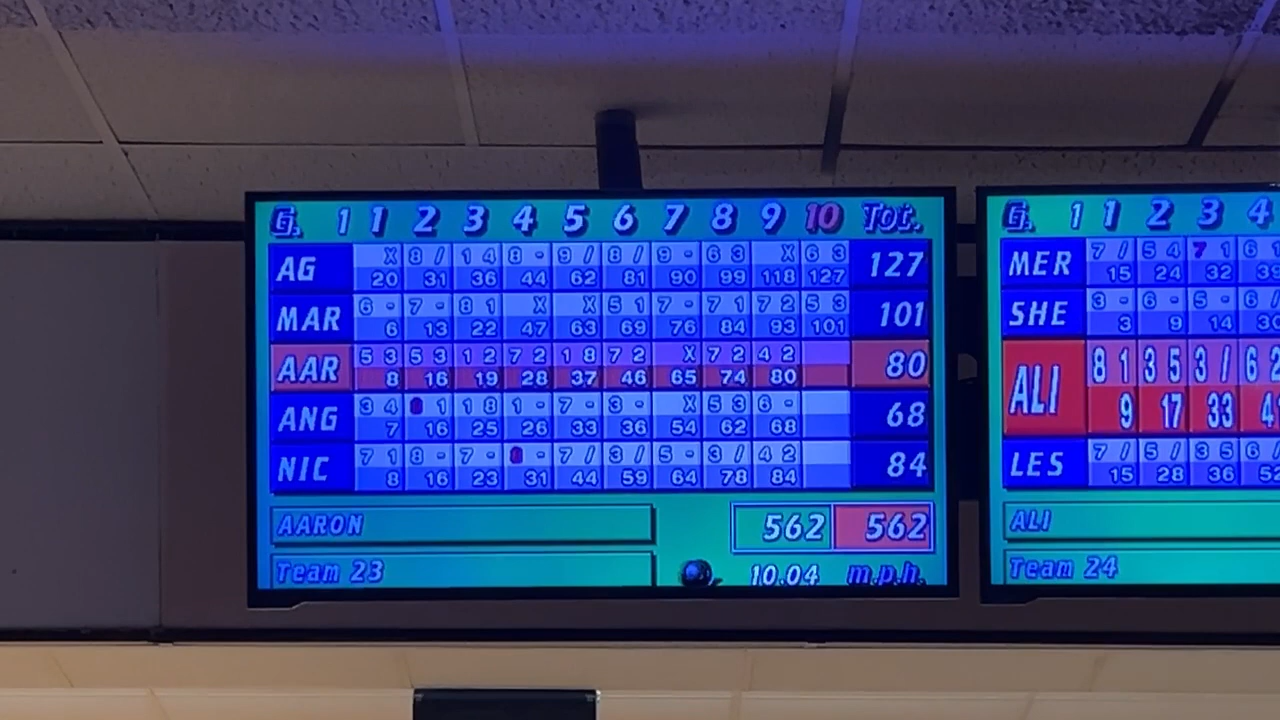 G. 1 1 2 3 4 5 6 7 8 9 10 Tot.
AG X 8 / 1 4 8 - 9 / 8 / 9 - 6 3 X 6 3 127
20 31 36 44 62 81 90 99 118 127
MAR 6 - 7 - 8 1 X X 5 1 7 - 7 1 7 2 5 3 101
6 13 22 47 63 69 76 84 93 101
AAR 5 3 5 3 1 2 7 2 1 8 7 2 X 7 2 4 2 80
8 16 19 28 37 46 65 74 80
ANG 3 4 8 1 1 8 1 - 7 - 3 - X 5 3 6 - 68
7 16 25 26 33 36 54 62 68
NIC 7 1 8 - 7 - 8 - 7 / 3 / 5 - 3 / 4 2 84
8 16 23 31 44 59 64 78 84
AARON 562 562
Team 23 10.04 m.p.h.
G. 1 1 2 3 4
MER 7 / 5 4 7 1 6
15 24 32 39
SHE 3 - 6 - 5 - 6 /
3 9 14
ALI 8 1 3 5 3 / 6 2
9 17 33
LES 7 / 5 / 3 5 6 /
15 28 36
ALI
Team 24